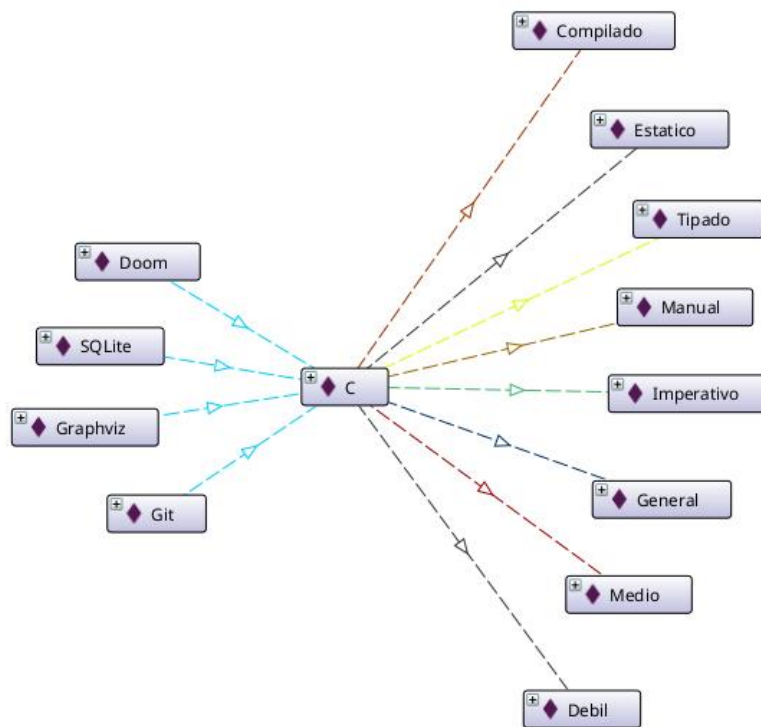 Compilado
Estatico
Tipado
Doom
Manual
SQLite
C
Imperativo
Graphviz
General
Git
Medio
Debil